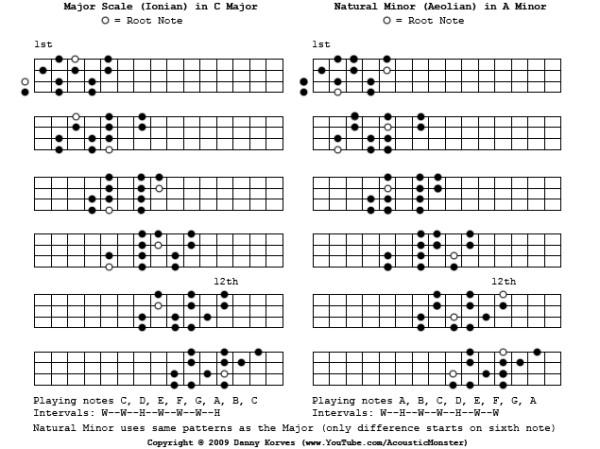 Major Scale (Ionian) in C Major
O = Root Note
Natural Minor (Aeolian) in A Minor
O = Root Note
1st
1st
12th
12th
Playing notes C, D, E, F, G, A, B, C
Intervals: W--W--H--W--W--W--H
Playing notes A, B, C, D, E, F, G, A
Intervals: W--H--W--W--H--W--W
Natural Minor uses same patterns as the Major (only difference starts on sixth note)
Copyright © 2009 Danny Korves (www.YouTube.com/AcousticMonster)